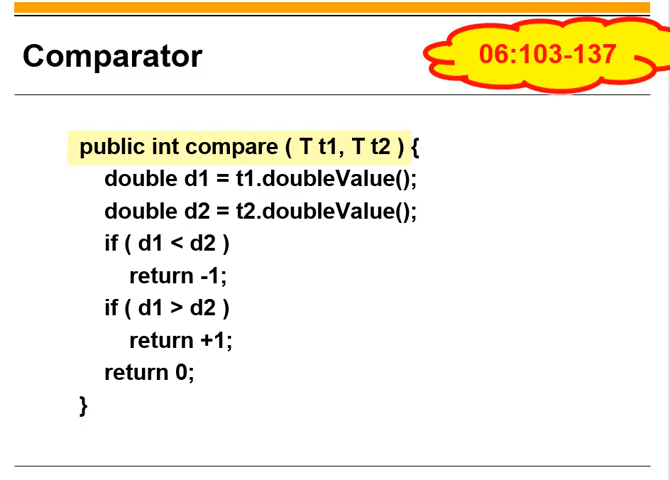 Comparator
06:103-137
public int compare ( T t1, T t2 ) {
double d1 = t1.doubleValue();
double d2 = t2.doubleValue();
if ( d1 < d2 )
return -1;
if ( d1 > d2 )
return +1;
return 0;
}